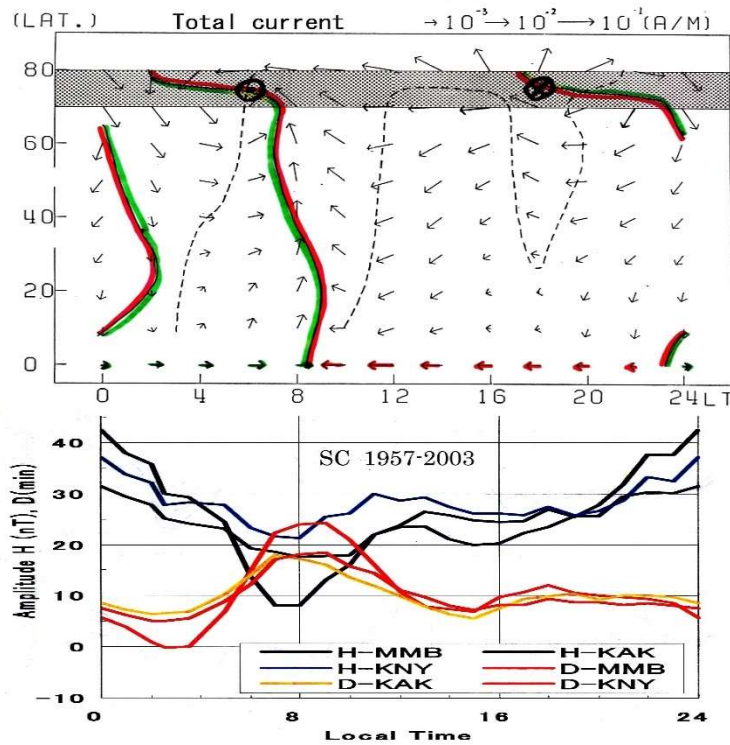 (LAT.) Total current →10⁻³→10⁻²→10⁻¹(A/M)
80
60
40
20
0
0 4 8 12 16 20 24LT
SC 1957-2003
Amplitude H (nT), D(min)
40
30
20
10
0
-10
H-MMB H-KAK
H-KNY D-MMB
D-KAK D-KNY
0 8 16 24
Local Time